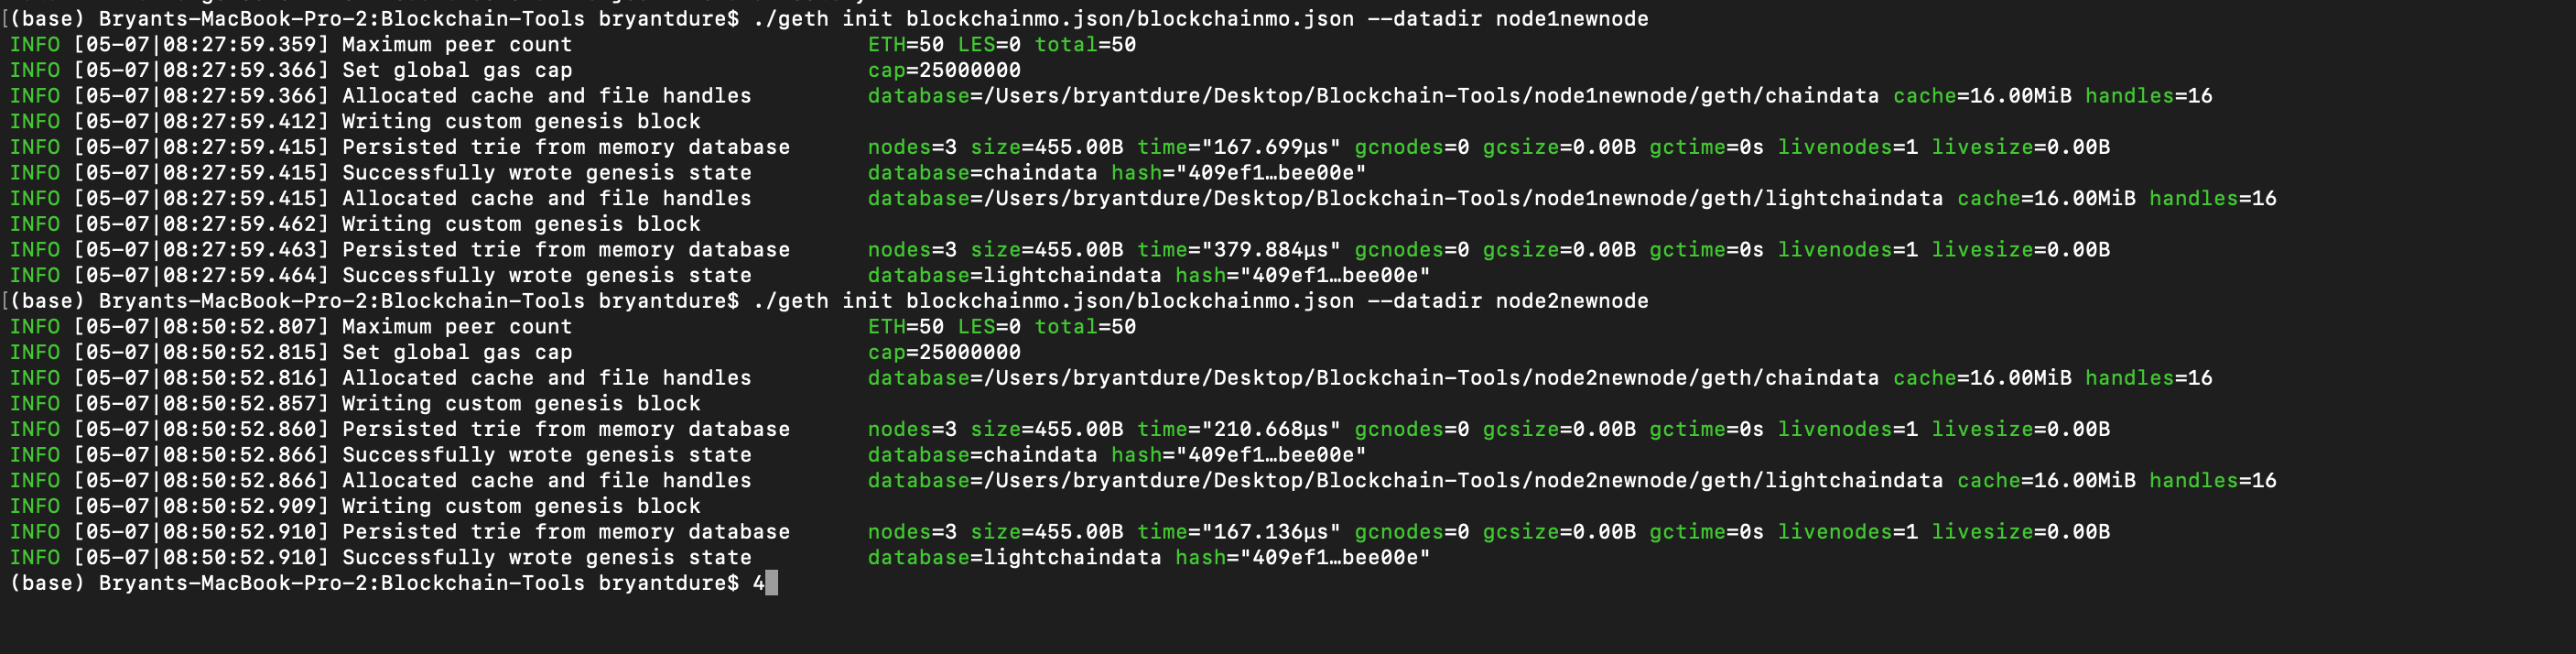 [(base) Bryants-MacBook-Pro-2:Blockchain-Tools bryantdure$ ./geth init blockchainmo.json/blockchainmo.json --datadir node1newnode
INFO [05-07|08:27:59.359] Maximum peer count ETH=50 LES=0 total=50
INFO [05-07|08:27:59.366] Set global gas cap cap=25000000
INFO [05-07|08:27:59.366] Allocated cache and file handles database=/Users/bryantdure/Desktop/Blockchain-Tools/node1newnode/geth/chaindata cache=16.00MiB handles=16
INFO [05-07|08:27:59.412] Writing custom genesis block
INFO [05-07|08:27:59.415] Persisted trie from memory database nodes=3 size=455.00B time="167.699µs" gcnodes=0 gcsize=0.00B gctime=0s livenodes=1 livesize=0.00B
INFO [05-07|08:27:59.415] Successfully wrote genesis state database=chaindata hash="409ef1…bee00e"
INFO [05-07|08:27:59.415] Allocated cache and file handles database=/Users/bryantdure/Desktop/Blockchain-Tools/node1newnode/geth/lightchaindata cache=16.00MiB handles=16
INFO [05-07|08:27:59.462] Writing custom genesis block
INFO [05-07|08:27:59.463] Persisted trie from memory database nodes=3 size=455.00B time="379.884µs" gcnodes=0 gcsize=0.00B gctime=0s livenodes=1 livesize=0.00B
INFO [05-07|08:27:59.464] Successfully wrote genesis state database=lightchaindata hash="409ef1…bee00e"
[(base) Bryants-MacBook-Pro-2:Blockchain-Tools bryantdure$ ./geth init blockchainmo.json/blockchainmo.json --datadir node2newnode
INFO [05-07|08:50:52.807] Maximum peer count ETH=50 LES=0 total=50
INFO [05-07|08:50:52.815] Set global gas cap cap=25000000
INFO [05-07|08:50:52.816] Allocated cache and file handles database=/Users/bryantdure/Desktop/Blockchain-Tools/node2newnode/geth/chaindata cache=16.00MiB handles=16
INFO [05-07|08:50:52.857] Writing custom genesis block
INFO [05-07|08:50:52.860] Persisted trie from memory database nodes=3 size=455.00B time="210.668µs" gcnodes=0 gcsize=0.00B gctime=0s livenodes=1 livesize=0.00B
INFO [05-07|08:50:52.866] Successfully wrote genesis state database=chaindata hash="409ef1…bee00e"
INFO [05-07|08:50:52.866] Allocated cache and file handles database=/Users/bryantdure/Desktop/Blockchain-Tools/node2newnode/geth/lightchaindata cache=16.00MiB handles=16
INFO [05-07|08:50:52.909] Writing custom genesis block
INFO [05-07|08:50:52.910] Persisted trie from memory database nodes=3 size=455.00B time="167.136µs" gcnodes=0 gcsize=0.00B gctime=0s livenodes=1 livesize=0.00B
INFO [05-07|08:50:52.910] Successfully wrote genesis state database=lightchaindata hash="409ef1…bee00e"
(base) Bryants-MacBook-Pro-2:Blockchain-Tools bryantdure$ 4